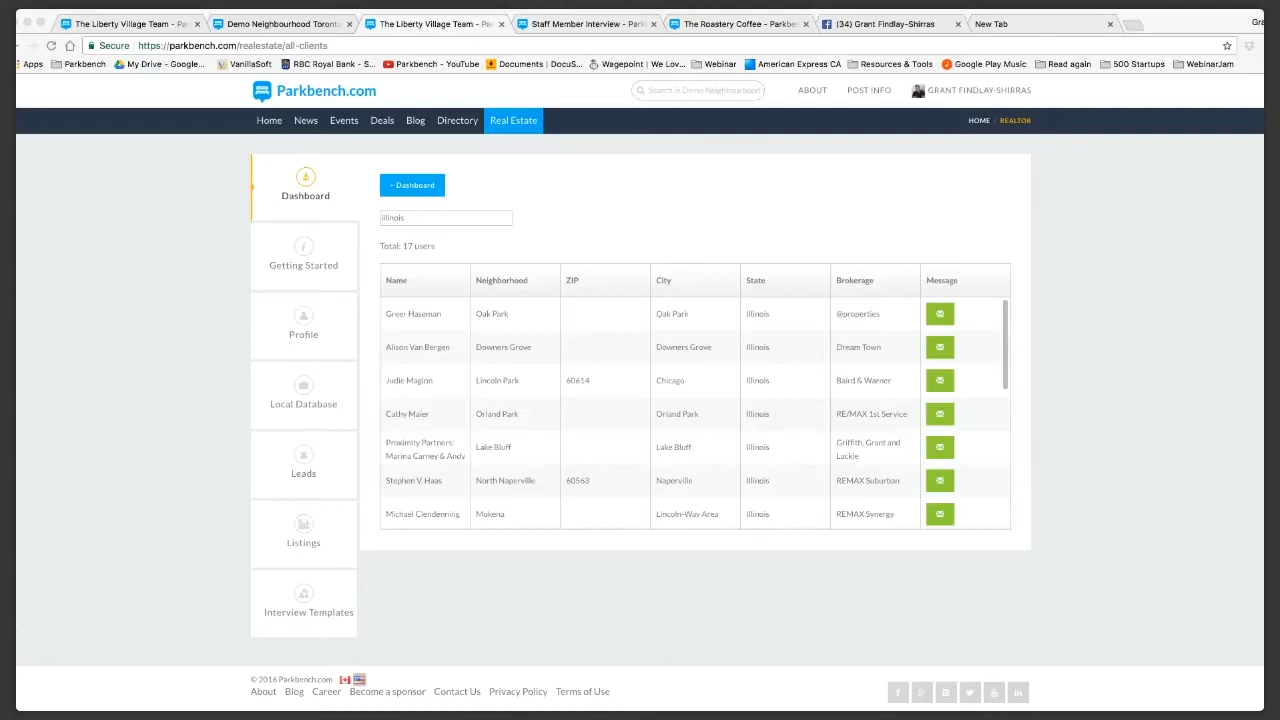 The Liberty Village Team - Par
Demo Neighbourhood Toronto
The Liberty Village Team - Par
Staff Member Interview - Park
The Roastery Coffee - Parkben
(34) Grant Findlay-Shirras
New Tab
Gra
Secure https://parkbench.com/realestate/all-clients
Apps Parkbench My Drive - Google... VanillaSoft RBC Royal Bank - S... Parkbench - YouTube Documents | DocuS... Wagepoint | We Lov... Webinar American Express CA Resources & Tools Google Play Music Read again 500 Startups WebinarJam
Parkbench.com
Search in Demo Neighbourhood
ABOUT POST INFO GRANT FINDLAY-SHIRRAS
Home News Events Deals Blog Directory Real Estate
HOME / REALTOR
Dashboard
Getting Started
Profile
Local Database
Leads
Listings
Interview Templates
←Dashboard
illinois
Total: 17 users
Name Neighborhood ZIP City State Brokerage Message
Greer Haseman Oak Park Oak Park Illinois @properties
Alison Van Bergen Downers Grove Downers Grove Illinois Dream Town
Judie Maginn Lincoln Park 60614 Chicago Illinois Baird & Warner
Cathy Maier Orland Park Orland Park Illinois RE/MAX 1st Service
Proximity Partners: Marina Carney & Andy Lake Bluff Lake Bluff Illinois Griffith, Grant and Lackie
Stephen V. Haas North Naperville 60563 Naperville Illinois REMAX Suburban
Michael Clendenning Mokena Lincoln-Way Area Illinois REMAX Synergy
© 2016 Parkbench.com
About Blog Career Become a sponsor Contact Us Privacy Policy Terms of Use